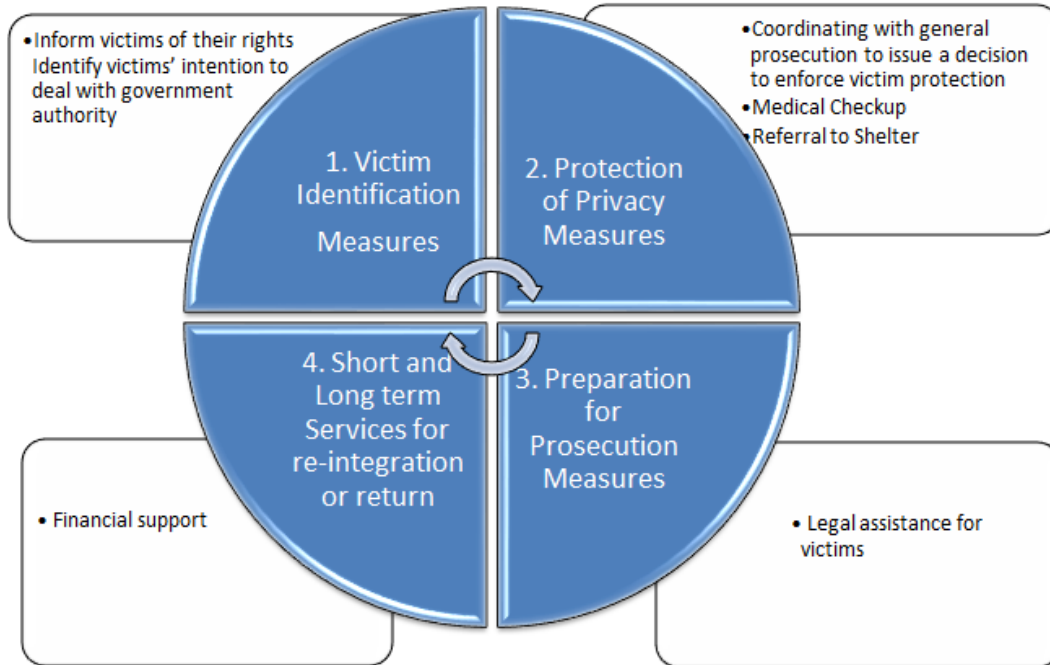 •Inform victims of their rights
Identify victims' intention to
deal with government
authority
•Coordinating with general
prosecution to issue a decision
to enforce victim protection
•Medical Checkup
•Referral to Shelter
1. Victim
Identification
Measures
2. Protection
of Privacy
Measures
3. Preparation
for
Prosecution
Measures
• Legal assistance for
victims
4. Short and
Long term
Services for
re-integration
or return
• Financial support